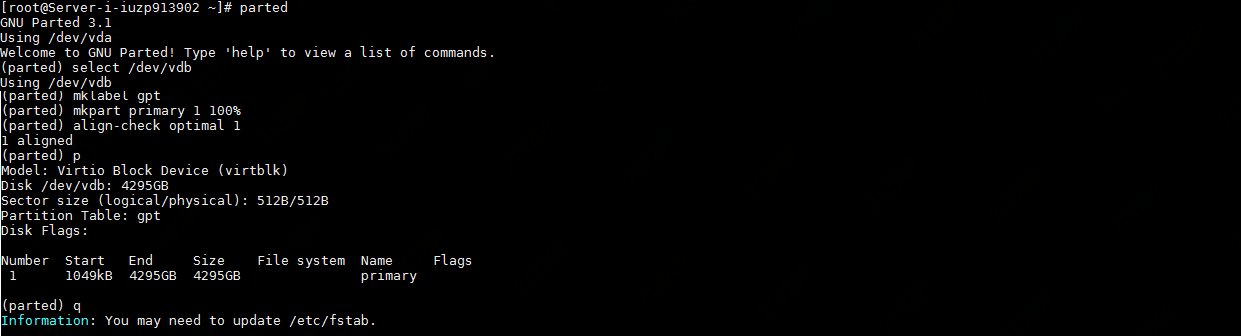 [root@Server-i-iuzp913902 ~]# parted
GNU Parted 3.1
Using /dev/vda
Welcome to GNU Parted! Type 'help' to view a list of commands.
(parted) select /dev/vdb
Using /dev/vdb
(parted) mklabel gpt
(parted) mkpart primary 1 100%
(parted) align-check optimal 1
1 aligned
(parted) p
Model: Virtio Block Device (virtblk)
Disk /dev/vdb: 4295GB
Sector size (logical/physical): 512B/512B
Partition Table: gpt
Disk Flags:
Number  Start   End     Size    File system  Name     Flags
 1      1049kB  4295GB  4295GB               primary
(parted) q
Information: You may need to update /etc/fstab.